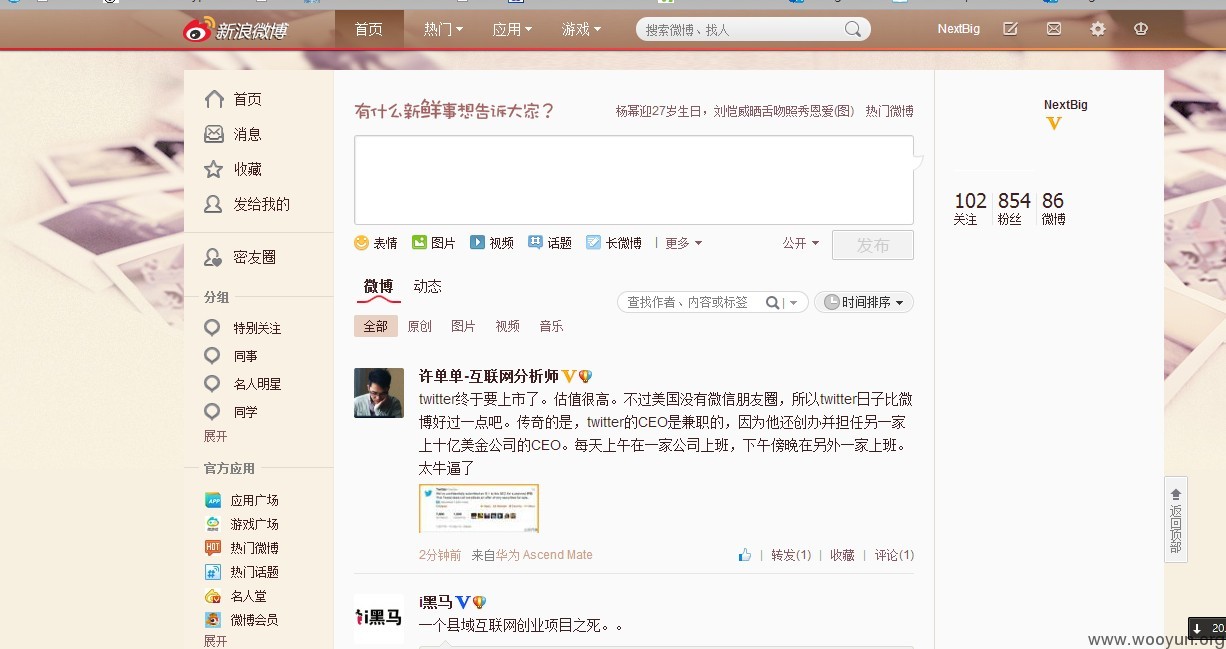 新浪微博
首页
热门
应用
游戏
搜索微博、找人
NextBig
首页
消息
收藏
发给我的
密友圈
分组
特别关注
同事
名人明星
同学
展开
官方应用
应用广场
游戏广场
热门微博
热门话题
名人堂
微博会员
展开
有什么新鲜事想告诉大家?
杨幂迎27岁生日，刘恺威晒舌吻照秀恩爱(图) 热门微博
表情 图片 视频 话题 长微博 | 更多
公开
发布
微博 动态
查找作者、内容或标签
时间排序
全部 原创 图片 视频 音乐
许单单-互联网分析师
twitter终于要上市了。估值很高。不过美国没有微信朋友圈，所以twitter日子比微
博好过一点吧。传奇的是，twitter的CEO是兼职的，因为他还创办并担任另一家
上十亿美金公司的CEO。每天上午在一家公司上班，下午傍晚在另外一家上班。
太牛逼了
2分钟前 来自华为 Ascend Mate
转发(1) | 收藏 | 评论(1)
i黑马
i黑马
一个县域互联网创业项目之死。。
NextBig
102 854 86
关注 粉丝 微博
返回顶部
20
www.wooyun.org